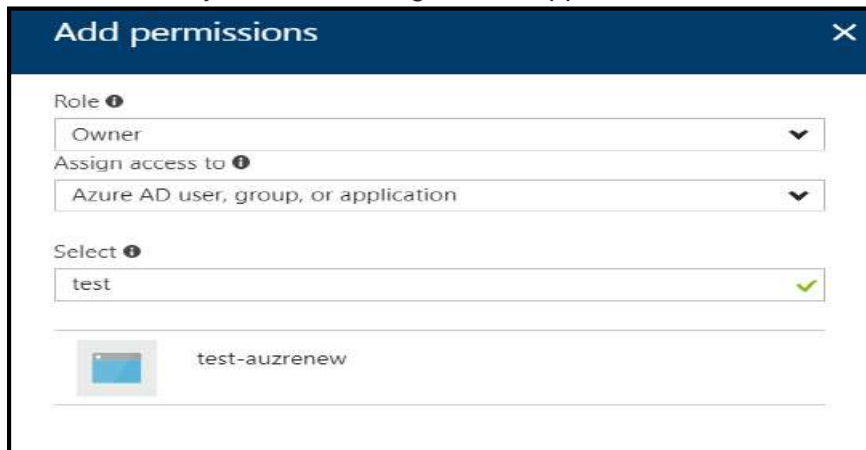 Add permissions
Role
Owner
Assign access to
Azure AD user, group, or application
Select
test
test-auzrenew